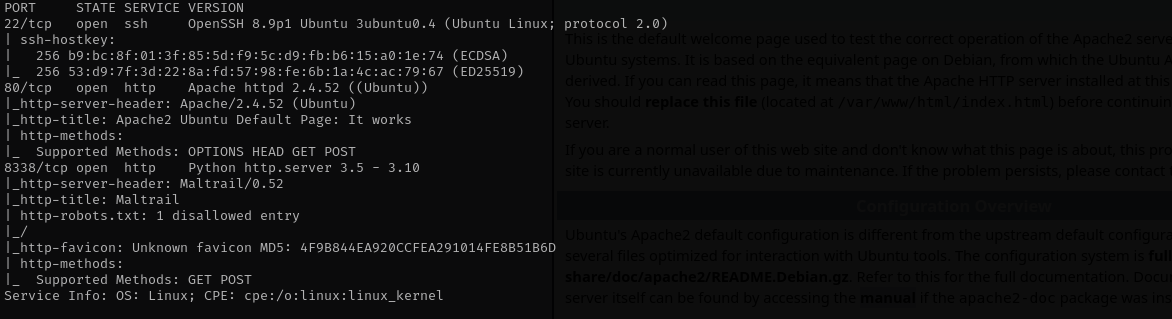 PORT     STATE SERVICE VERSION
22/tcp   open  ssh     OpenSSH 8.9p1 Ubuntu 3ubuntu0.4 (Ubuntu Linux; protocol 2.0)
| ssh-hostkey:
|   256 b9:bc:8f:01:3f:85:5d:f9:5c:d9:fb:b6:15:a0:1e:74 (ECDSA)
|_  256 53:d9:7f:3d:22:8a:fd:57:98:fe:6b:1a:4c:ac:79:67 (ED25519)
80/tcp   open  http    Apache httpd 2.4.52 ((Ubuntu))
|_http-server-header: Apache/2.4.52 (Ubuntu)
|_http-title: Apache2 Ubuntu Default Page: It works
| http-methods:
|_  Supported Methods: OPTIONS HEAD GET POST
8338/tcp open  http    Python http.server 3.5 - 3.10
|_http-server-header: Maltrail/0.52
|_http-title: Maltrail
| http-robots.txt: 1 disallowed entry
|_/
|_http-favicon: Unknown favicon MD5: 4F9B844EA920CCFEA291014FE8B51B6D
| http-methods:
|_  Supported Methods: GET POST
Service Info: OS: Linux; CPE: cpe:/o:linux:linux_kernel
This is the default welcome page used to test the correct operation of the Apache2 serve
Ubuntu systems. It is based on the equivalent page on Debian, from which the Ubuntu A
derived. If you can read this page, it means that the Apache HTTP server installed at this
You should replace this file (located at /var/www/html/index.html) before continuin
server.
If you are a normal user of this web site and don't know what this page is about, this pro
site is currently unavailable due to maintenance. If the problem persists, please contact
Configuration Overview
Ubuntu's Apache2 default configuration is different from the upstream default configura
several files optimized for interaction with Ubuntu tools. The configuration system is full
share/doc/apache2/README.Debian.gz. Refer to this for the full documentation. Docu
server itself can be found by accessing the manual if the apache2-doc package was ins